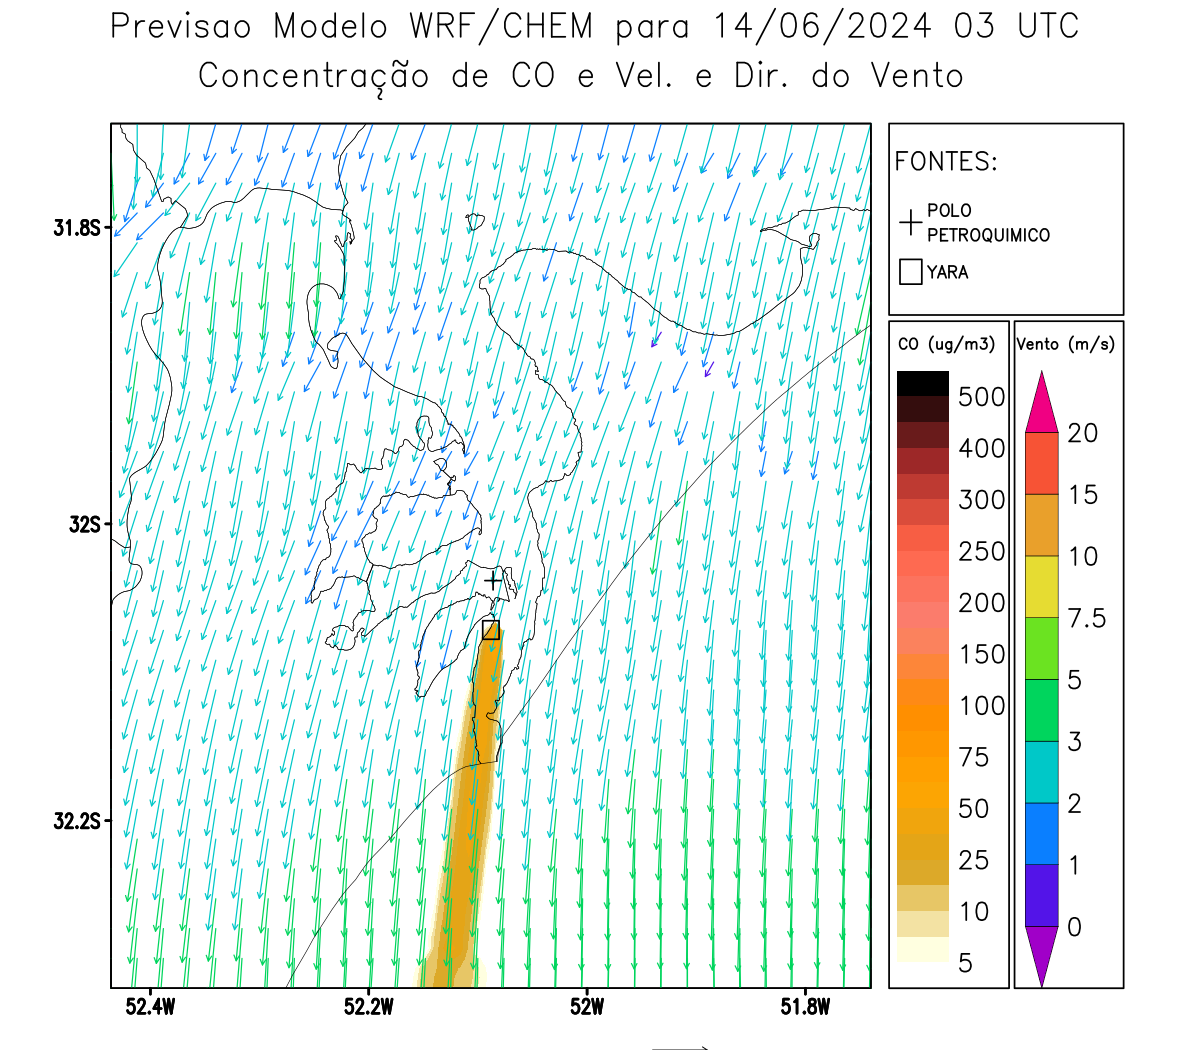 Previsao Modelo WRF/CHEM para 14/06/2024 03 UTC
Concentração de CO e Vel. e Dir. do Vento
FONTES:
POLO
PETROQUIMICO
YARA
CO (ug/m3)
500
400
300
250
200
150
100
75
50
25
10
5
Vento (m/s)
20
15
10
7.5
5
3
2
1
0
31.8S
32S
32.2S
52.4W
52.2W
52W
51.8W